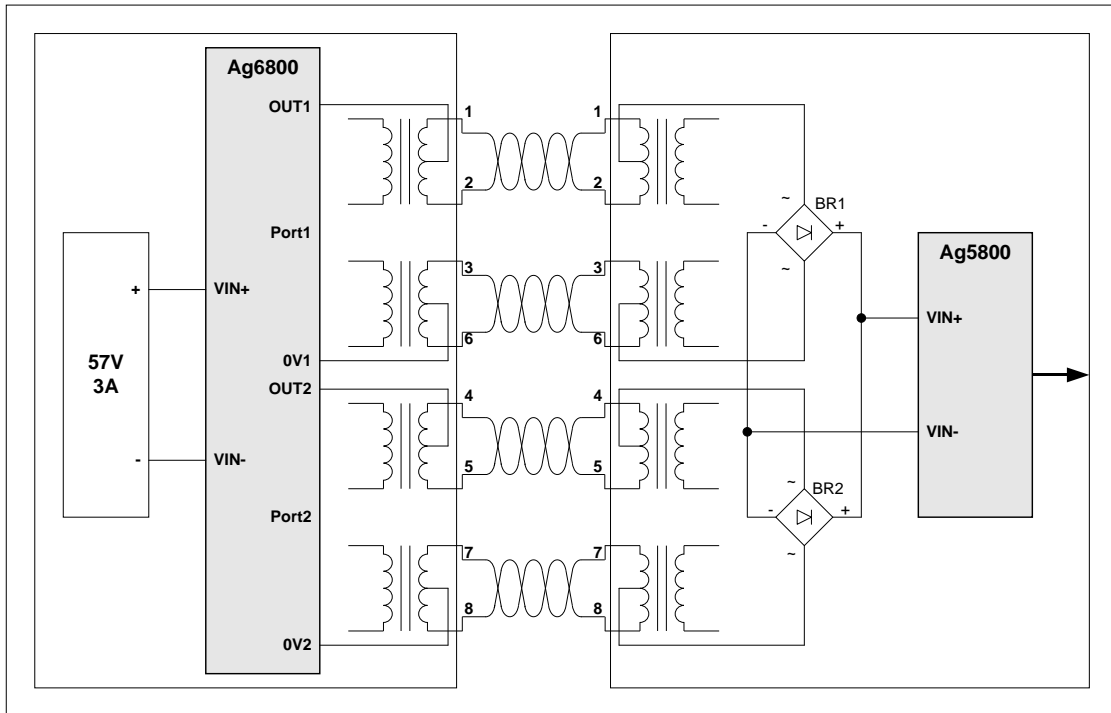 Ag6800
OUT1
Port1
VIN+
VIN-
0V1
OUT2
Port2
0V2
+
57V
3A
-
1
2
3
6
4
5
7
8
1
2
3
6
4
5
7
8
~
BR1
-
+
~
~
BR2
-
+
~
Ag5800
VIN+
VIN-